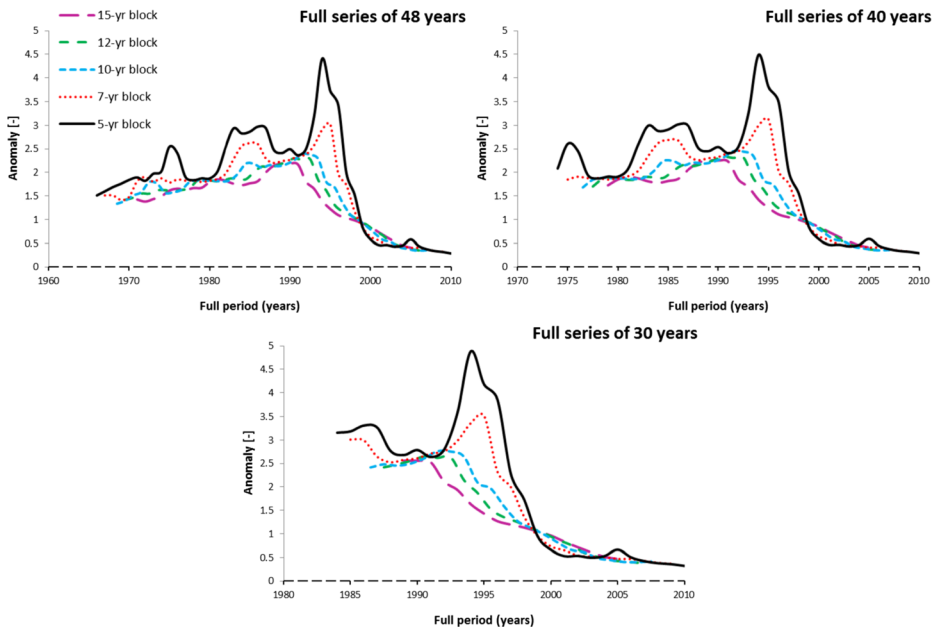 Full series of 48 years
15-yr block
12-yr block
10-yr block
7-yr block
5-yr block
Anomaly [-]
5
4.5
4
3.5
3
2.5
2
1.5
1
0.5
0
1960 1970 1980 1990 2000 2010
Full period (years)
Full series of 40 years
Anomaly [-]
5
4.5
4
3.5
3
2.5
2
1.5
1
0.5
0
1970 1975 1980 1985 1990 1995 2000 2005 2010
Full period (years)
Full series of 30 years
Anomaly [-]
5
4.5
4
3.5
3
2.5
2
1.5
1
0.5
0
1980 1985 1990 1995 2000 2005 2010
Full period (years)